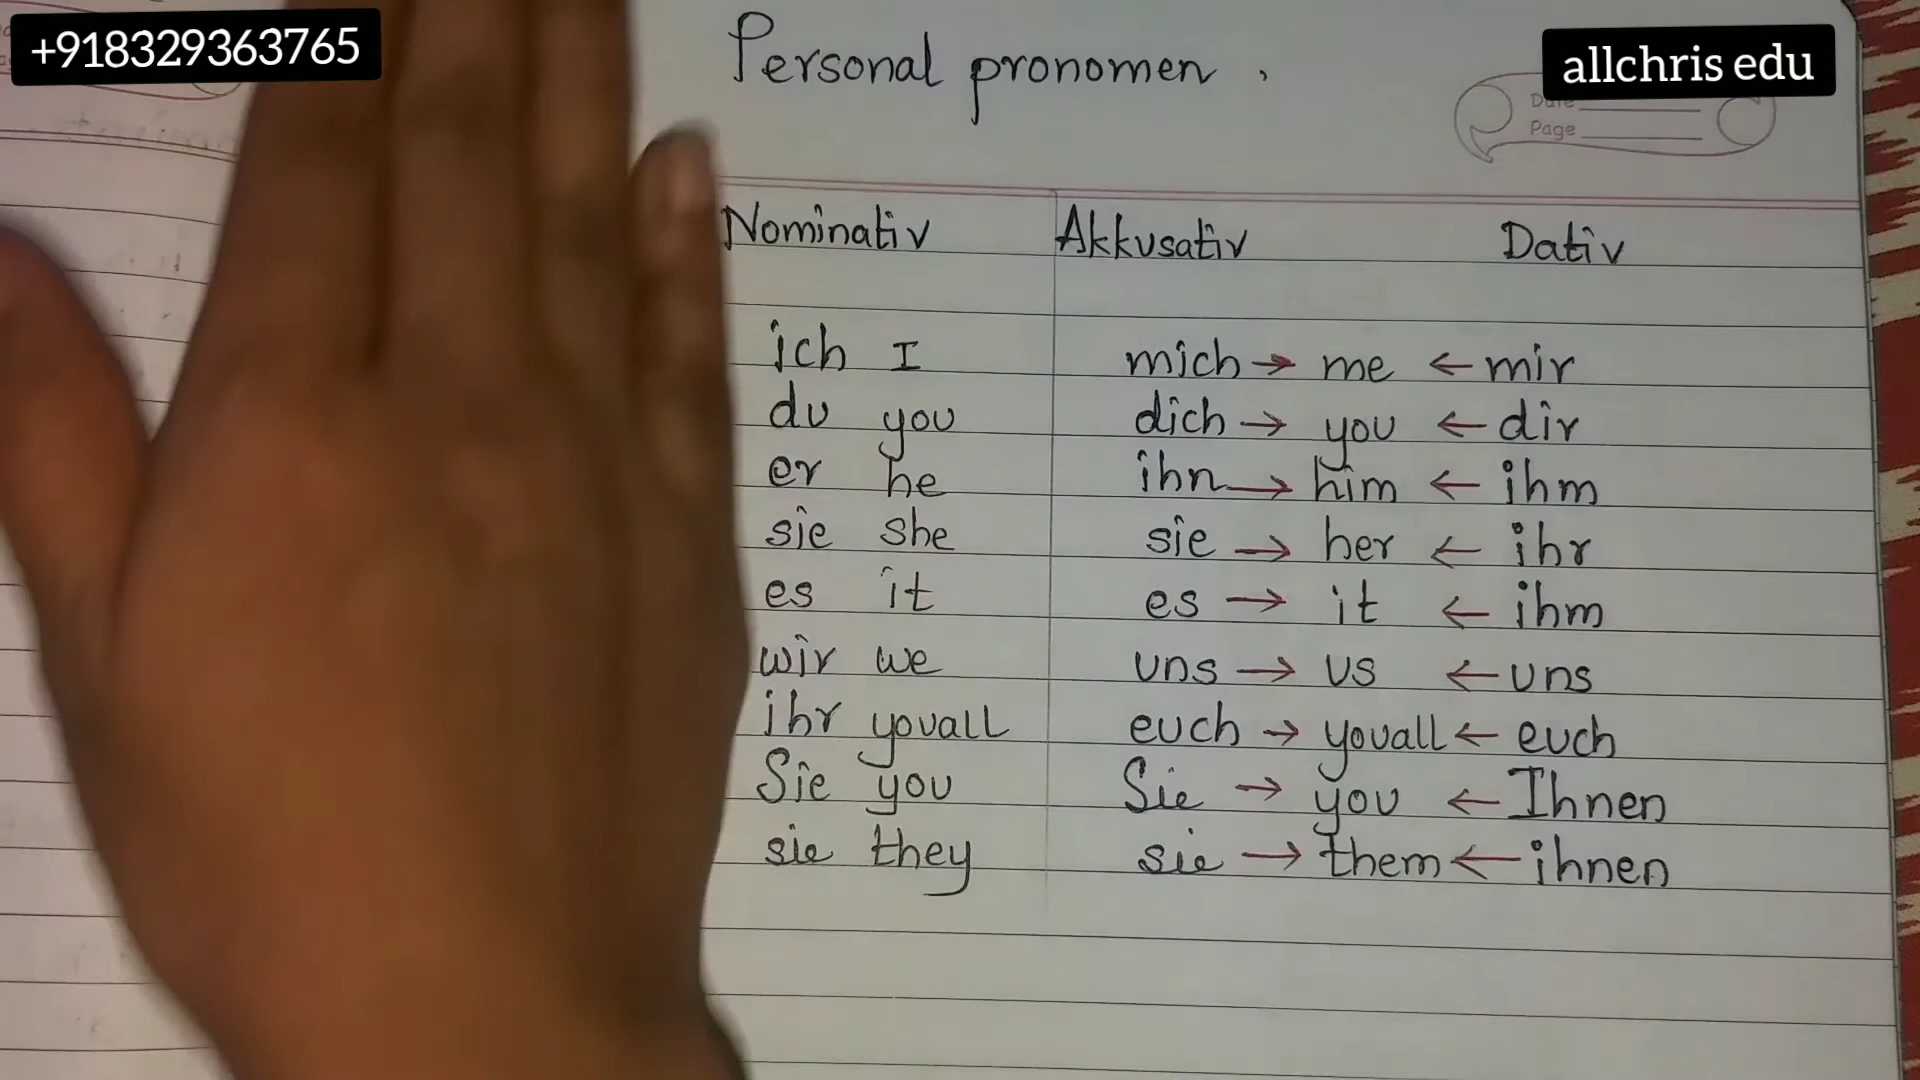 +918329363765
Personal pronomen .
allchris edu
Date
Page
Nominativ Akkusativ Dativ
ich I mich → me ← mir
du you dich → you ← dir
er he ihn → him ← ihm
sie she sie → her ← ihr
es it es → it ← ihm
wir we uns → us ← uns
ihr youall euch → youall ← euch
Sie you Sie → you ← Ihnen
sie they sie → them ← ihnen